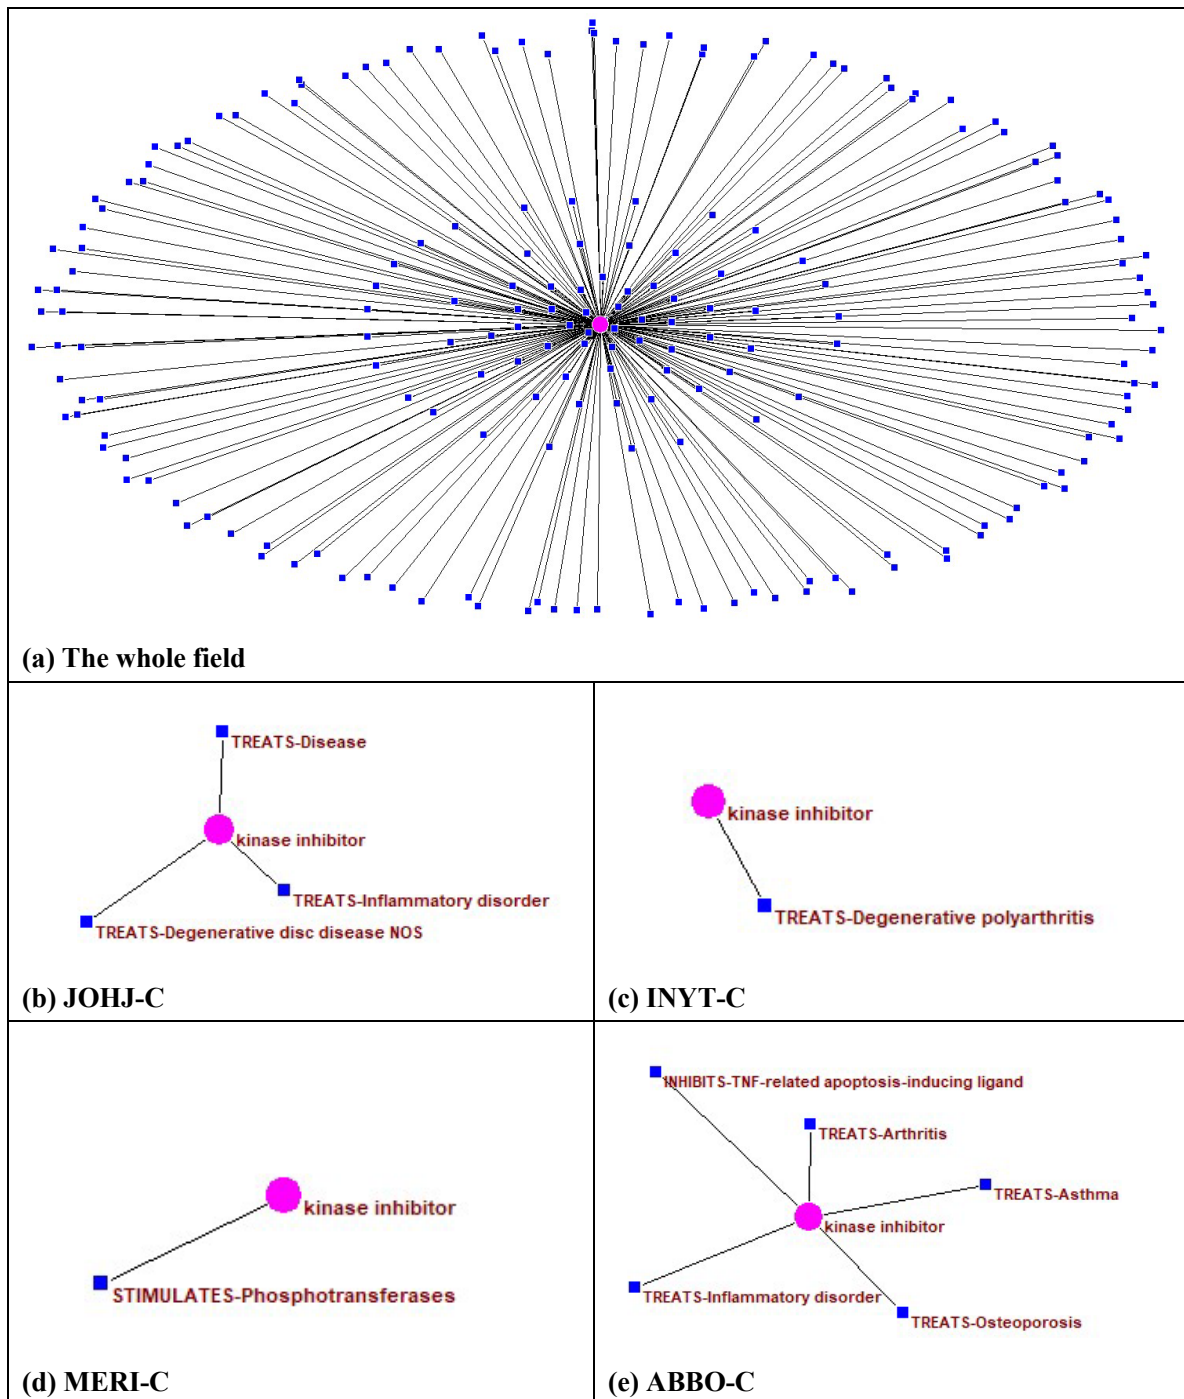 (a) The whole field
TREATS-Disease
kinase inhibitor
TREATS-Inflammatory disorder
TREATS-Degenerative disc disease NOS
(b) JOHJ-C
kinase inhibitor
TREATS-Degenerative polyarthritis
(c) INYT-C
kinase inhibitor
STIMULATES-Phosphotransferases
(d) MERI-C
INHIBITS-TNF-related apoptosis-inducing ligand
TREATS-Arthritis
TREATS-Asthma
kinase inhibitor
TREATS-Inflammatory disorder
TREATS-Osteoporosis
(e) ABBO-C